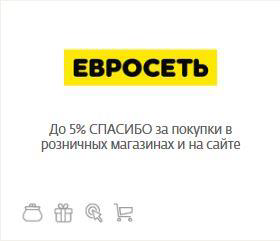 ЕВРОСЕТЬ
До 5% СПАСИБО за покупки в
розничных магазинах и на сайте